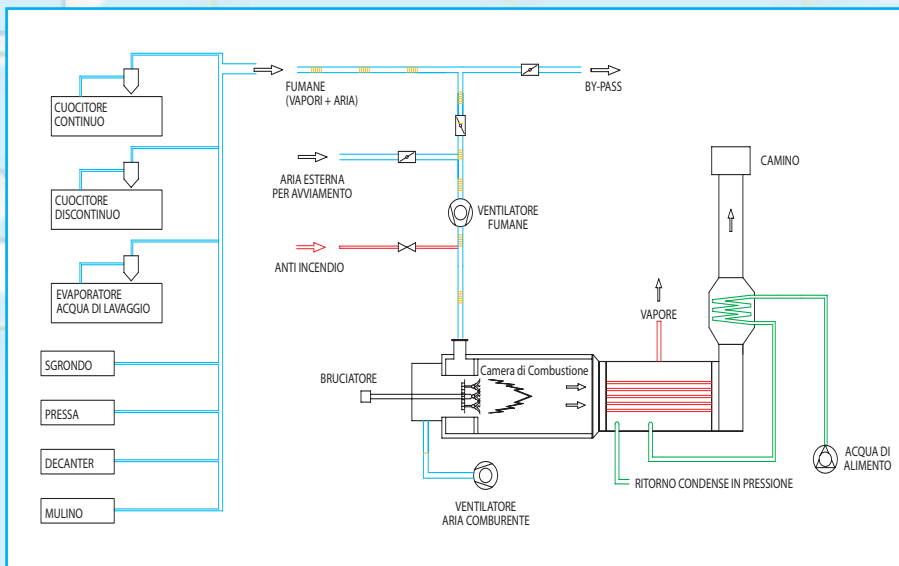 CUOCITORE
CONTINUO
CUOCITORE
DISCONTINUO
EVAPORATORE
ACQUA DI LAVAGGIO
SGRONDO
PRESSA
DECANTER
MULINO
FUMANE
(VAPORI + ARIA)
BY-PASS
ARIA ESTERNA
PER AVVIAMENTO
VENTILATORE
FUMANE
ANTI INCENDIO
CAMINO
VAPORE
BRUCIATORE
Camera di Combustione
VENTILATORE
ARIA COMBURENTE
RITORNO CONDENSE IN PRESSIONE
ACQUA DI
ALIMENTO